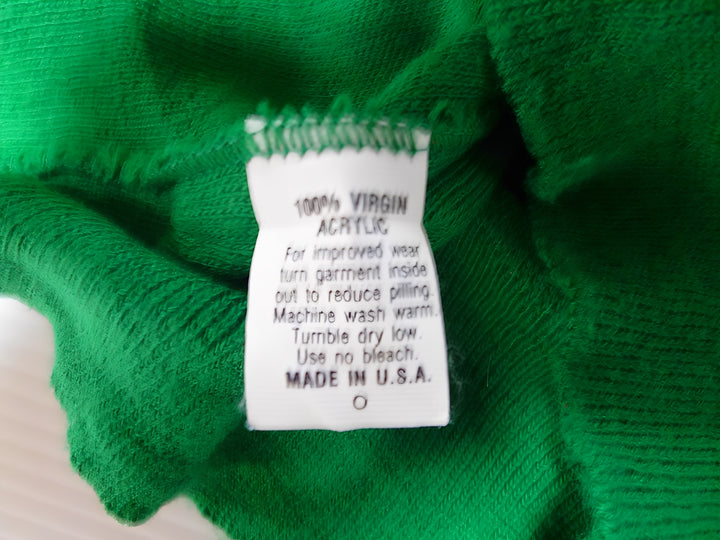 100% VIRGIN
ACRYLIC
For improved wear
turn garment inside
out to reduce pilling.
Machine wash warm.
Tumble dry low.
Use no bleach.
MADE IN U.S.A.
O